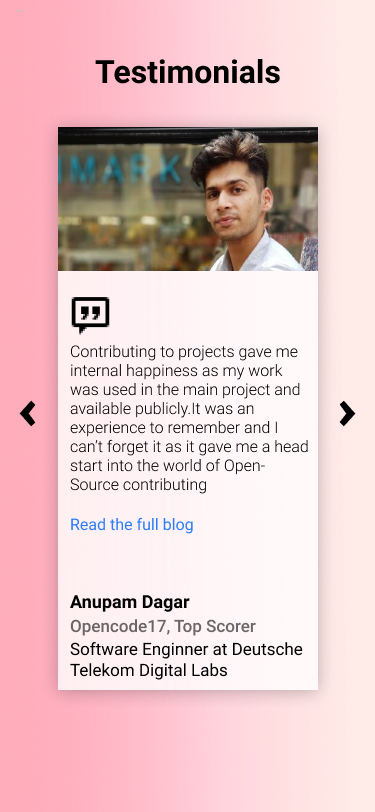 Testimonials
Contributing to projects gave me
internal happiness as my work
was used in the main project and
available publicly.It was an
experience to remember and I
can't forget it as it gave me a head
start into the world of Open-
Source contributing
Read the full blog
Anupam Dagar
Opencode17, Top Scorer
Software Enginner at Deutsche
Telekom Digital Labs